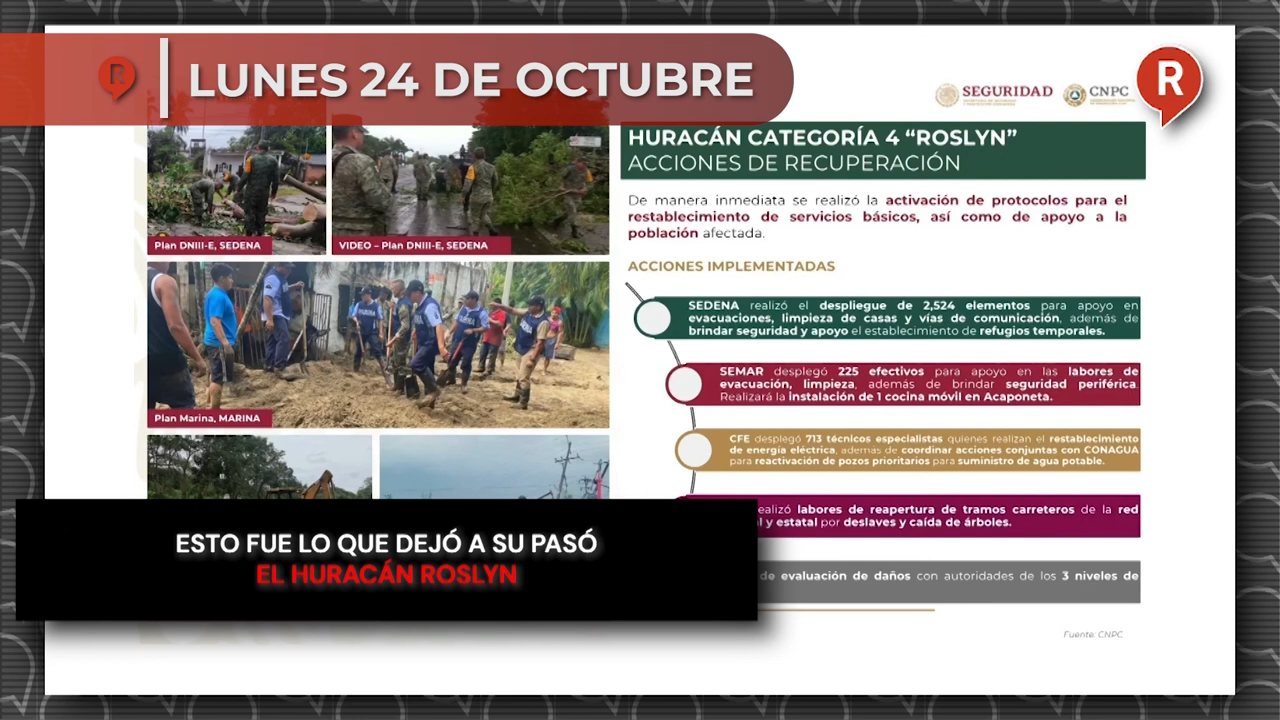 R
LUNES 24 DE OCTUBRE
SEGURIDAD
CNPC
R
HURACÁN CATEGORÍA 4 “ROSLYN”
ACCIONES DE RECUPERACIÓN
De manera inmediata se realizó la activación de protocolos para el
restablecimiento de servicios básicos, así como de apoyo a la
población afectada.
ACCIONES IMPLEMENTADAS
SEDENA realizó el despliegue de 2,524 elementos para apoyo en
evacuaciones, limpieza de casas y vías de comunicación, además de
brindar seguridad y apoyo el establecimiento de refugios temporales.
SEMAR desplegó 225 efectivos para apoyo en las labores de
evacuación, limpieza, además de brindar seguridad periférica.
Realizará la instalación de 1 cocina móvil en Acaponeta.
CFE desplegó 713 técnicos especialistas quienes realizan el restablecimiento
de energía eléctrica, además de coordinar acciones conjuntas con CONAGUA
para reactivación de pozos prioritarios para suministro de agua potable.
ealizó labores de reapertura de tramos carreteros de la red
l y estatal por deslaves y caída de árboles.
de evaluación de daños con autoridades de los 3 niveles de
Fuente: CNPC
Plan DNIII-E, SEDENA
VIDEO – Plan DNIII-E, SEDENA
Plan Marina, MARINA
ESTO FUE LO QUE DEJÓ A SU PASÓ
EL HURACÁN ROSLYN